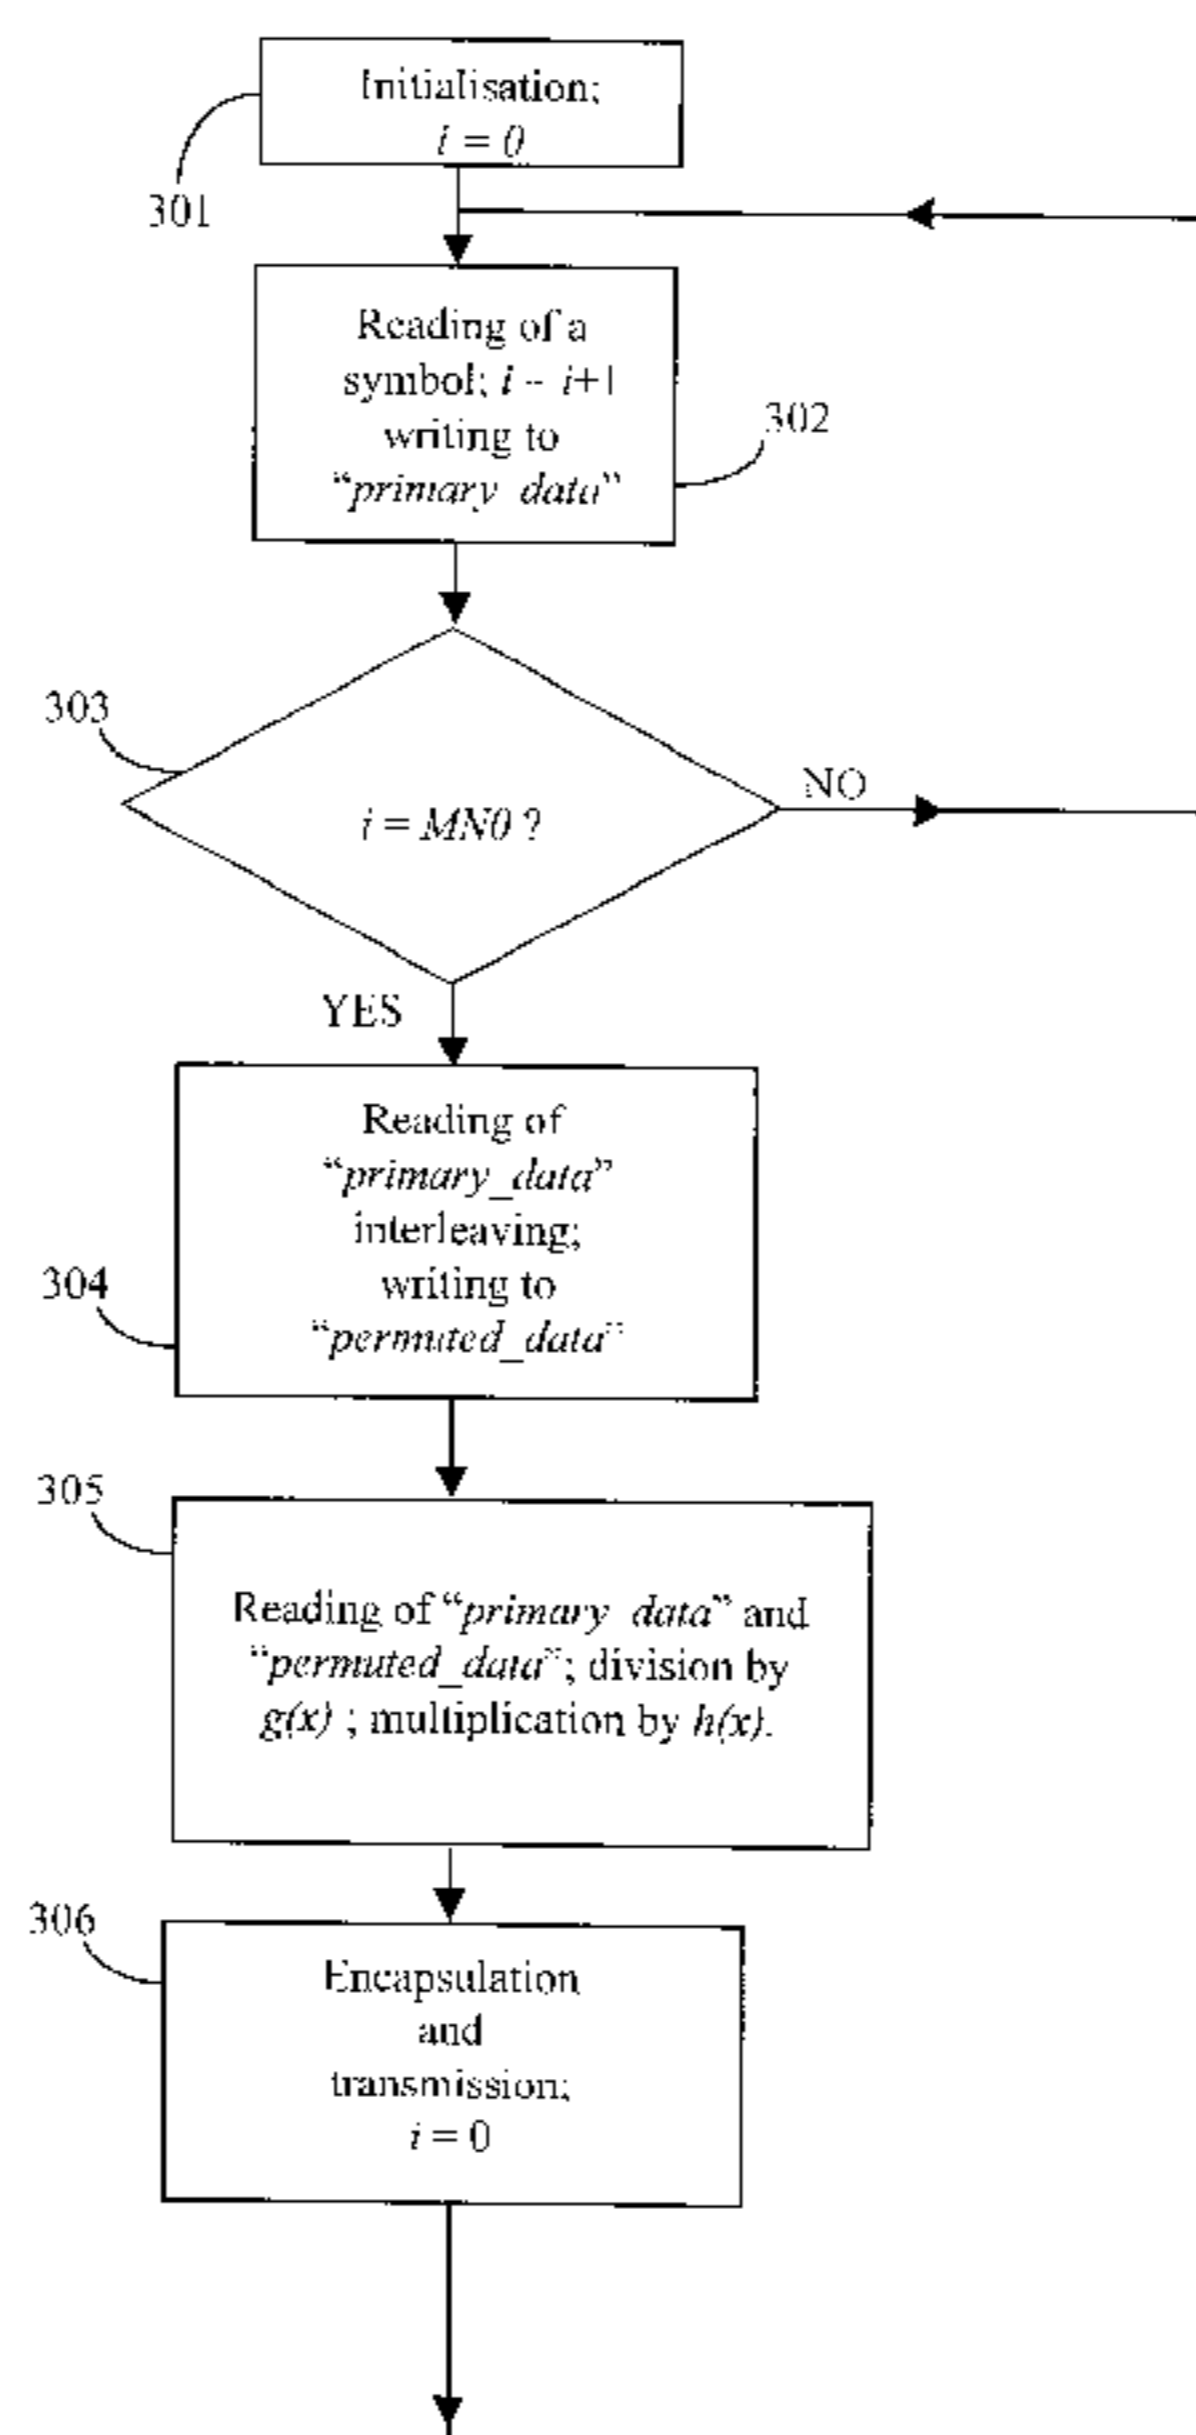 Initialisation;
i = 0
301
Reading of a
symbol; i - i+1
writing to
“primary_data”
302
303
i = MN0 ?
NO
YES
Reading of
“primary_data”
interleaving;
writing to
“permuted_data”
304
305
Reading of “primary_data” and
“permuted_data”; division by
g(x) ; multiplication by h(x).
306
Encapsulation
and
transmission;
i = 0